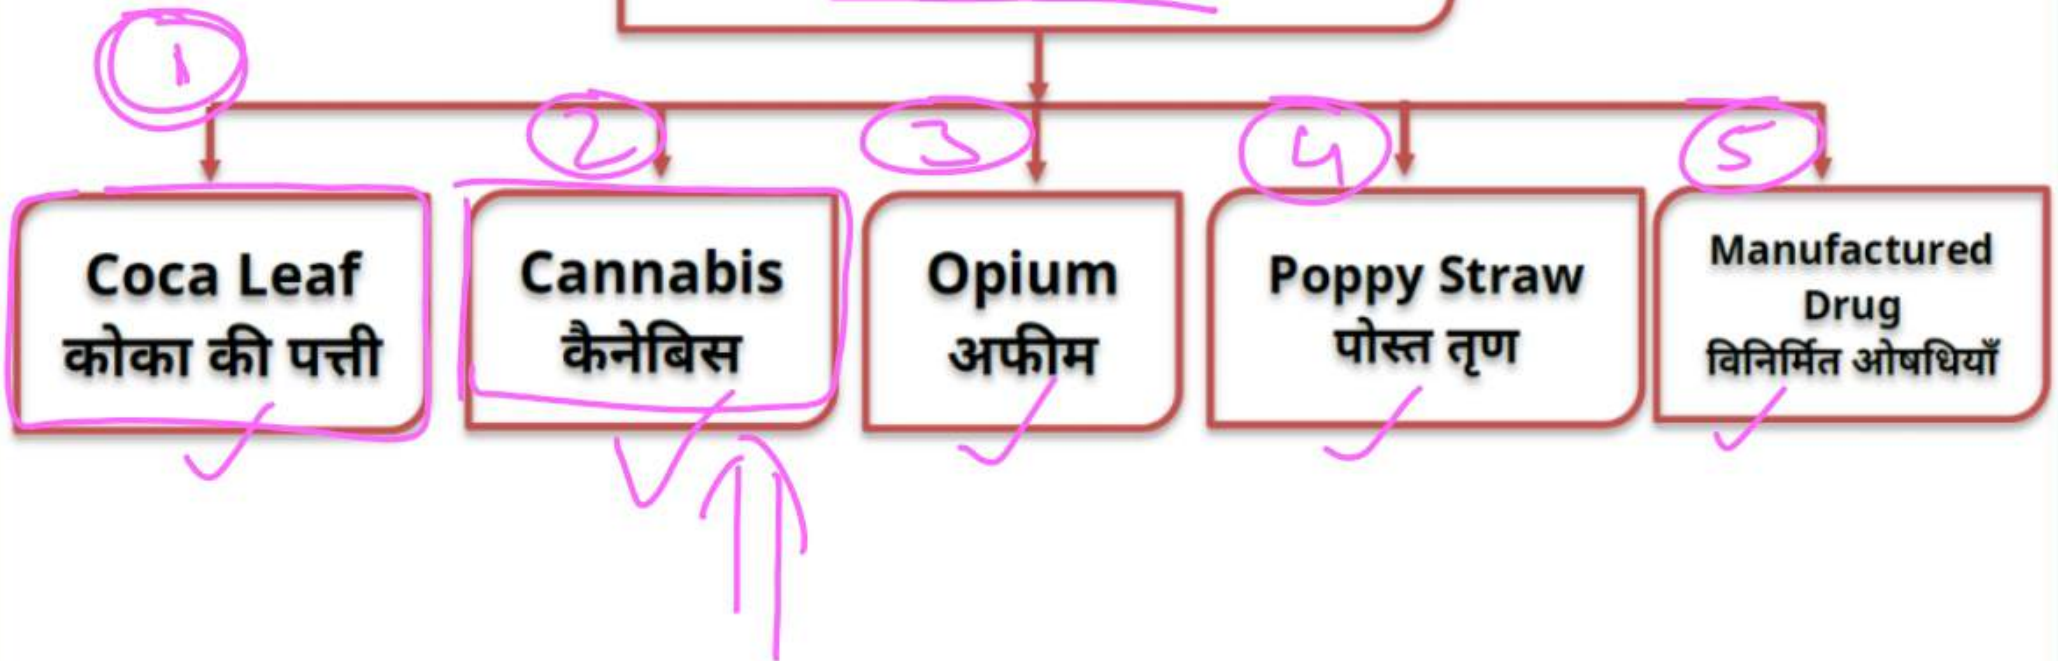 1
2
3
4
5
Coca Leaf
कोका की पत्ती
Cannabis
कैनेबिस
Opium
अफीम
Poppy Straw
पोस्त तृण
Manufactured
Drug
विनिर्मित ओषधियाँ